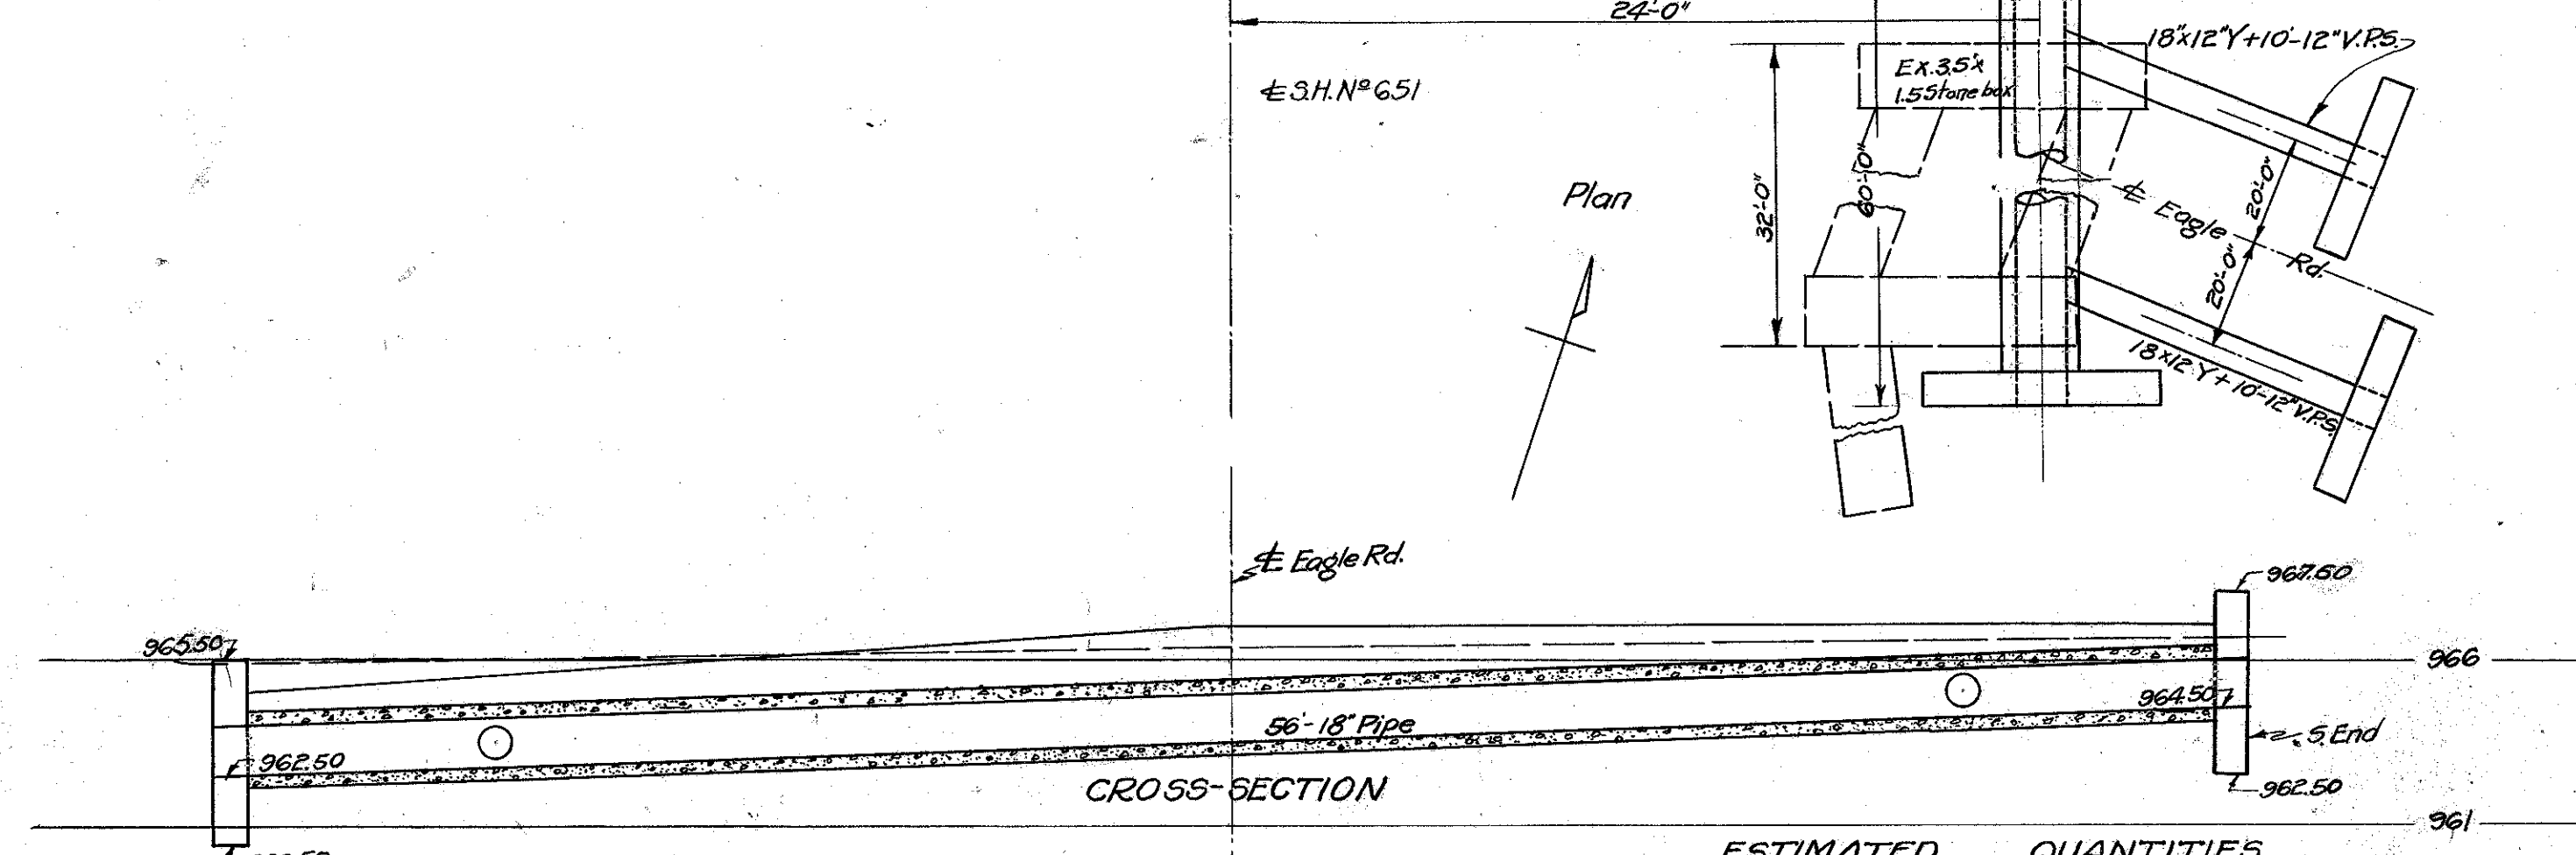 24'-0"
18"x12"Y+10'-12"V.P.S.
Ex. 3.5'x
1.5 Stone box
℄ S.H. Nº 651
Plan
32'-0"
60'-0"
℄ Eagle Rd.
20'-0"
20'-0"
18x12 Y+10'-12"V.P.S.
℄ Eagle Rd.
967.50
965.50
966
964.50
56'-18" Pipe
S. End
962.50
CROSS-SECTION
962.50
961
ESTIMATED QUANTITIES